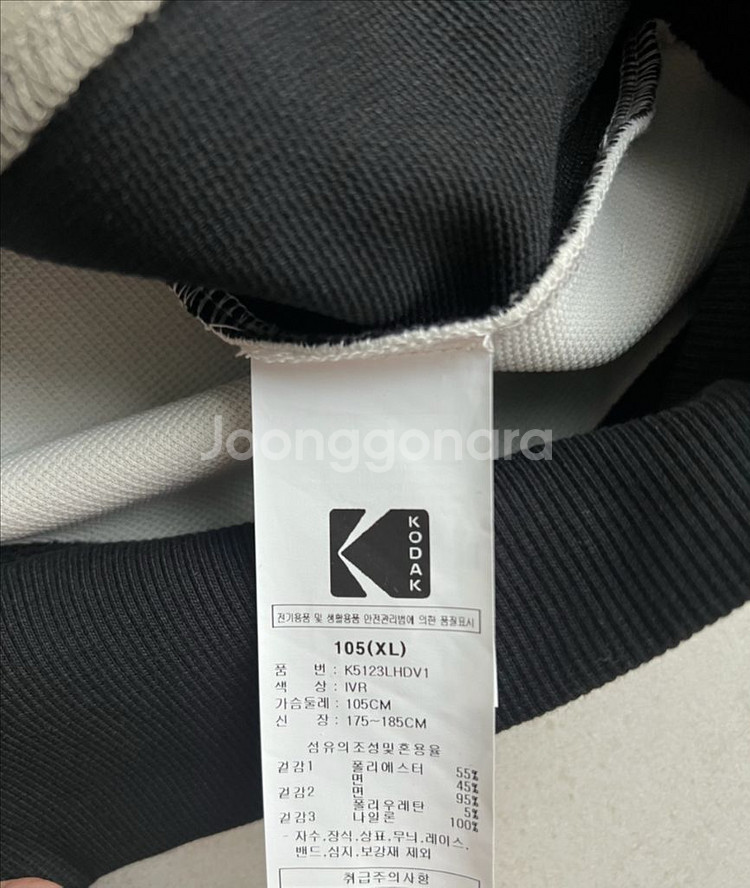 Joonggonara
KODAK
전기용품 및 생활용품 안전관리법에 의한 품질표시
105(XL)
품 번 : K5123LHDV1
색 상 : IVR
가슴둘레 : 105CM
신 장 : 175~185CM
섬유의조성및혼용율
겉감1 폴리에스터 55%
면 45%
겉감2 면 95%
폴리우레탄 5%
겉감3 나일론 100%
- 자수,장식,상표,무늬,레이스,
밴드,심지,보강재 제외
취급주의사항